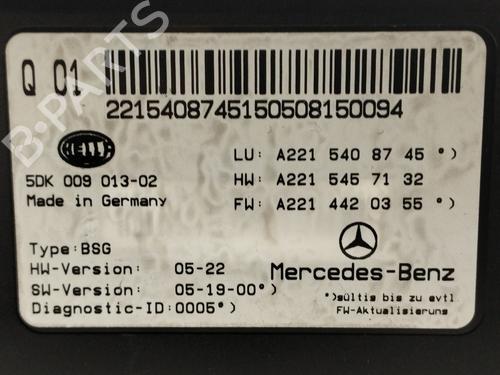 Q 01
2215408745150508150094
HELLA
LU: A221 540 87 45 *)
5DK 009 013-02
HW: A221 545 71 32
Made in Germany
FW: A221 442 03 55 *)
Type:BSG
HW-Version: 05-22
Mercedes-Benz
SW-Version: 05-19-00*)
*)gültis bis zu evtl
Diagnostic-ID:0005*)
FW-Aktualisierung
B-PARTS